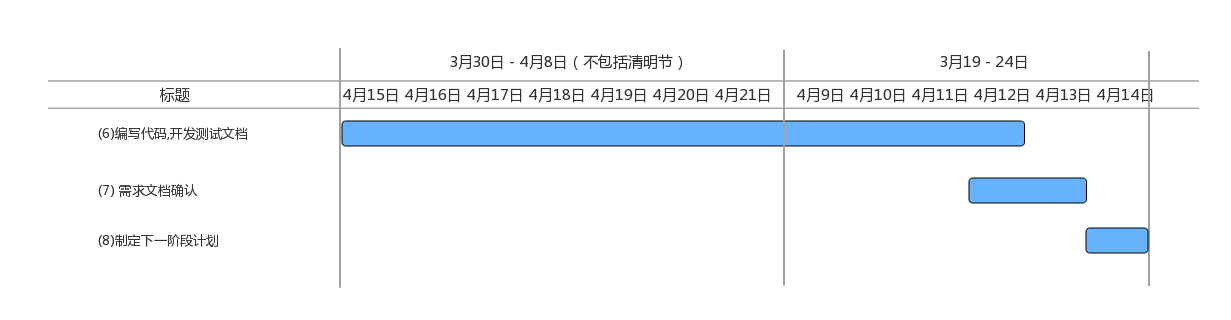 3月30日 - 4月8日（不包括清明节）
3月19 - 24日
标题
4月15日 4月16日 4月17日 4月18日 4月19日 4月20日 4月21日
4月9日 4月10日 4月11日 4月12日 4月13日 4月14日
(6)编写代码,开发测试文档
(7) 需求文档确认
(8)制定下一阶段计划